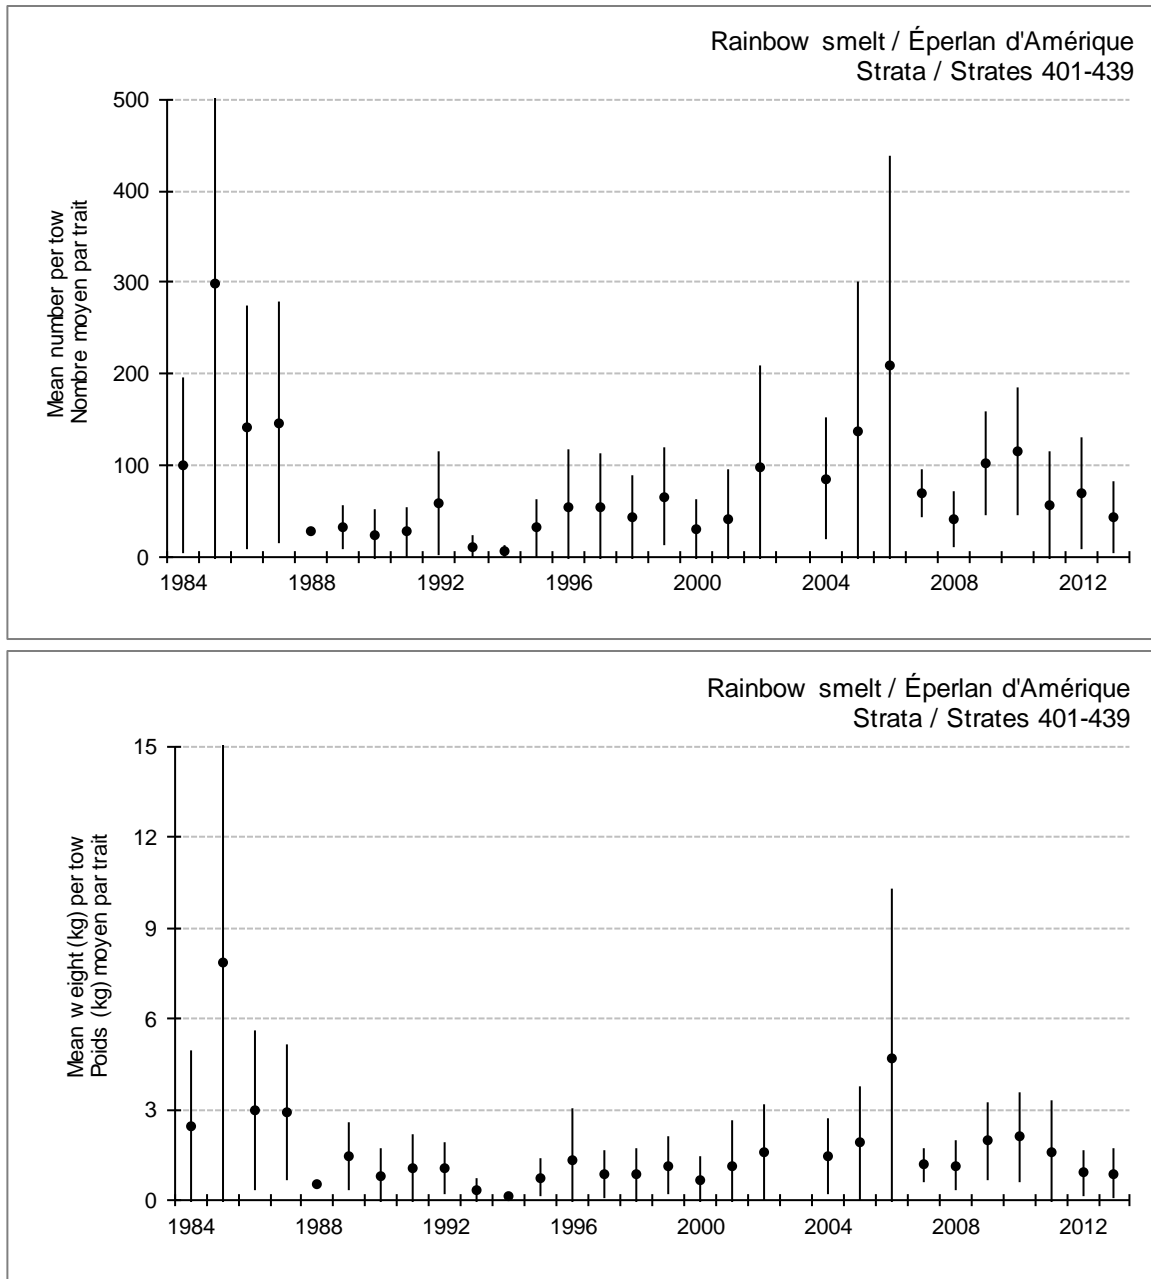 Rainbow smelt / Éperlan d'Amérique
Strata / Strates 401-439
Mean number per tow
Nombre moyen par trait
500
400
300
200
100
0
1984 1988 1992 1996 2000 2004 2008 2012
Rainbow smelt / Éperlan d'Amérique
Strata / Strates 401-439
Mean weight (kg) per tow
Poids (kg) moyen par trait
15
12
9
6
3
0
1984 1988 1992 1996 2000 2004 2008 2012